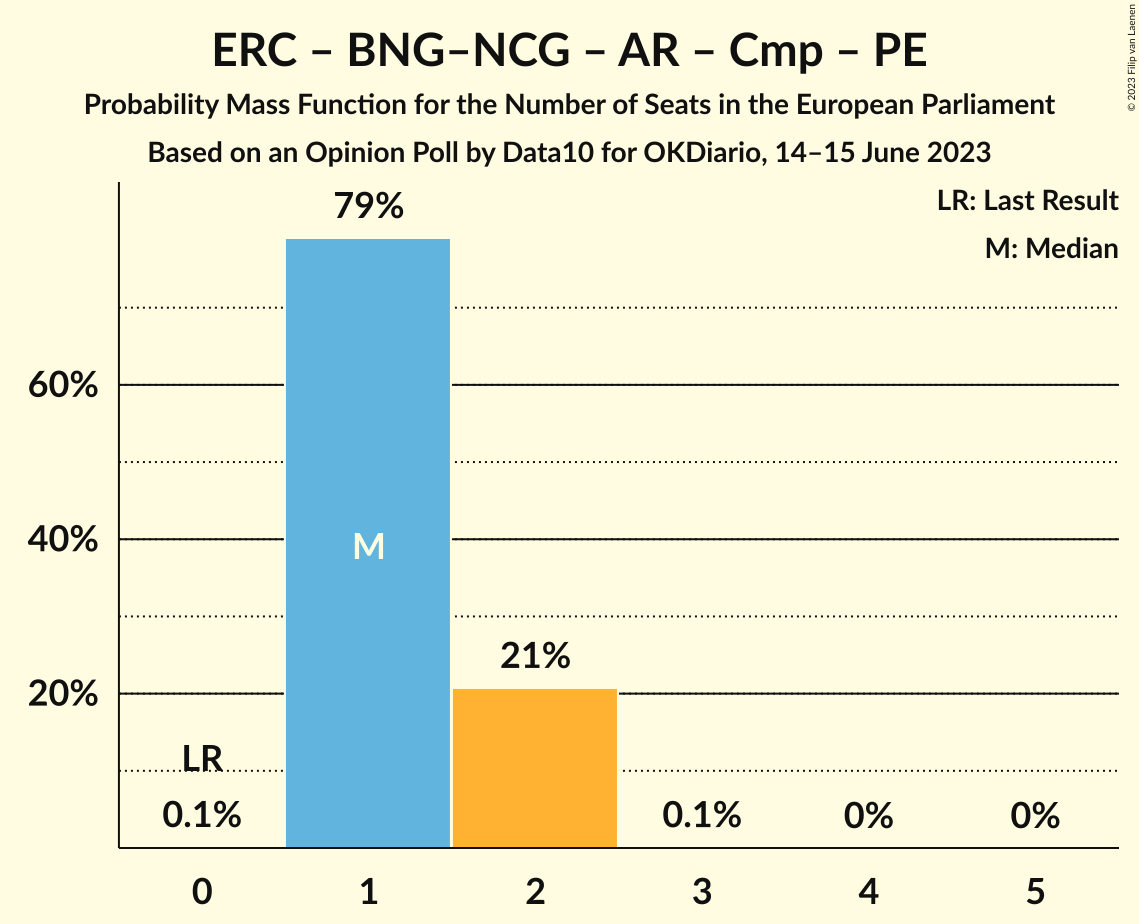 ERC – BNG–NCG – AR – Cmp – PE
Probability Mass Function for the Number of Seats in the European Parliament
Based on an Opinion Poll by Data10 for OKDiario, 14–15 June 2023
© 2023 Filip van Laenen
LR: Last Result
M: Median
79%
60%
40%
20%
M
21%
LR
0.1%
0.1%
0%
0%
0 1 2 3 4 5